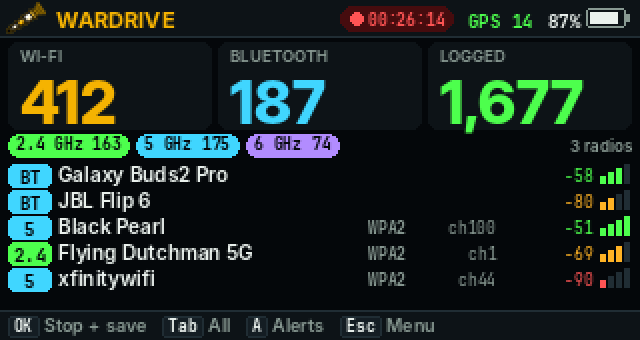 WARDRIVE 00:26:14 GPS 14 87%
WI-FI BLUETOOTH LOGGED
412 187 1,677
2.4 GHz 163 5 GHz 175 6 GHz 74 3 radios
BT Galaxy Buds2 Pro -58
BT JBL Flip 6 -80
5 Black Pearl WPA2 ch100 -51
2.4 Flying Dutchman 5G WPA2 ch1 -69
5 xfinitywifi WPA2 ch44 -90
OK Stop + save Tab All A Alerts Esc Menu